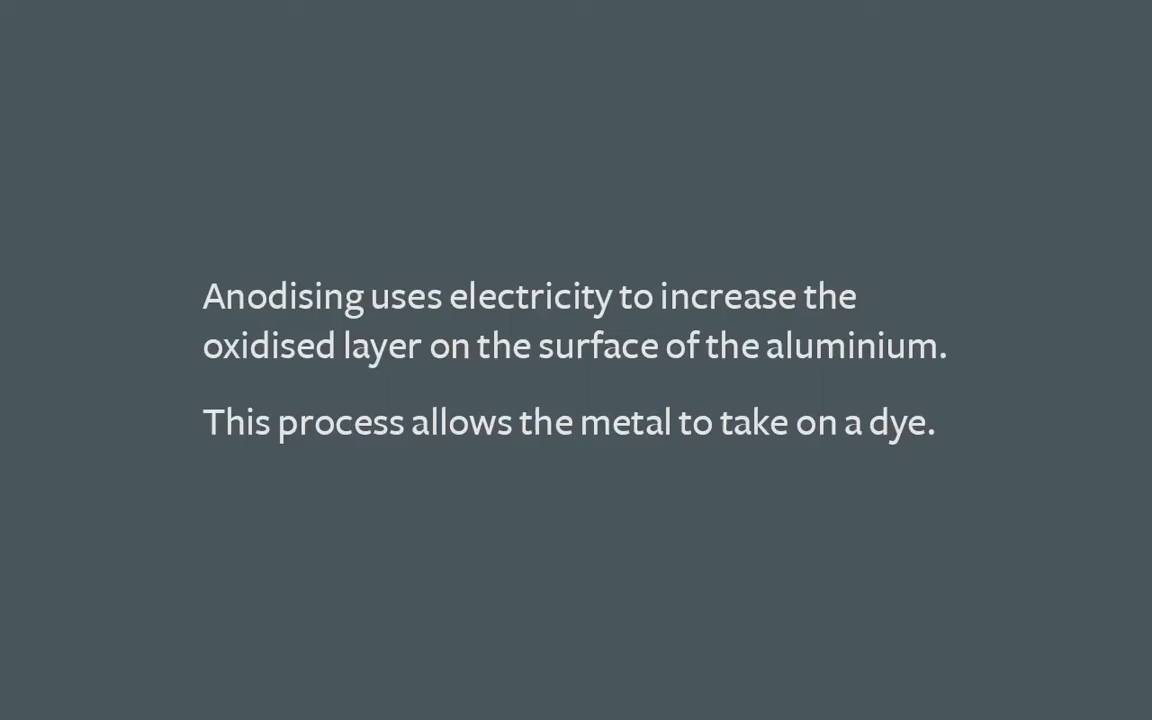 Anodising uses electricity to increase the
oxidised layer on the surface of the aluminium.
This process allows the metal to take on a dye.